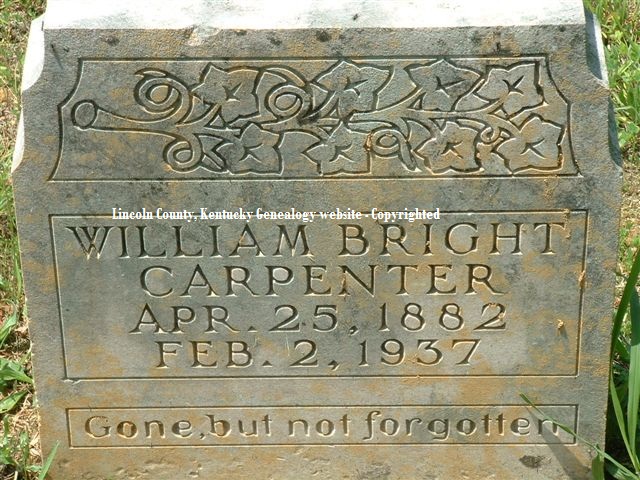 Lincoln County, Kentucky Genealogy website - Copyrighted
WILLIAM BRIGHT
CARPENTER
APR. 25, 1882
FEB. 2, 1937
Gone, but not forgotten